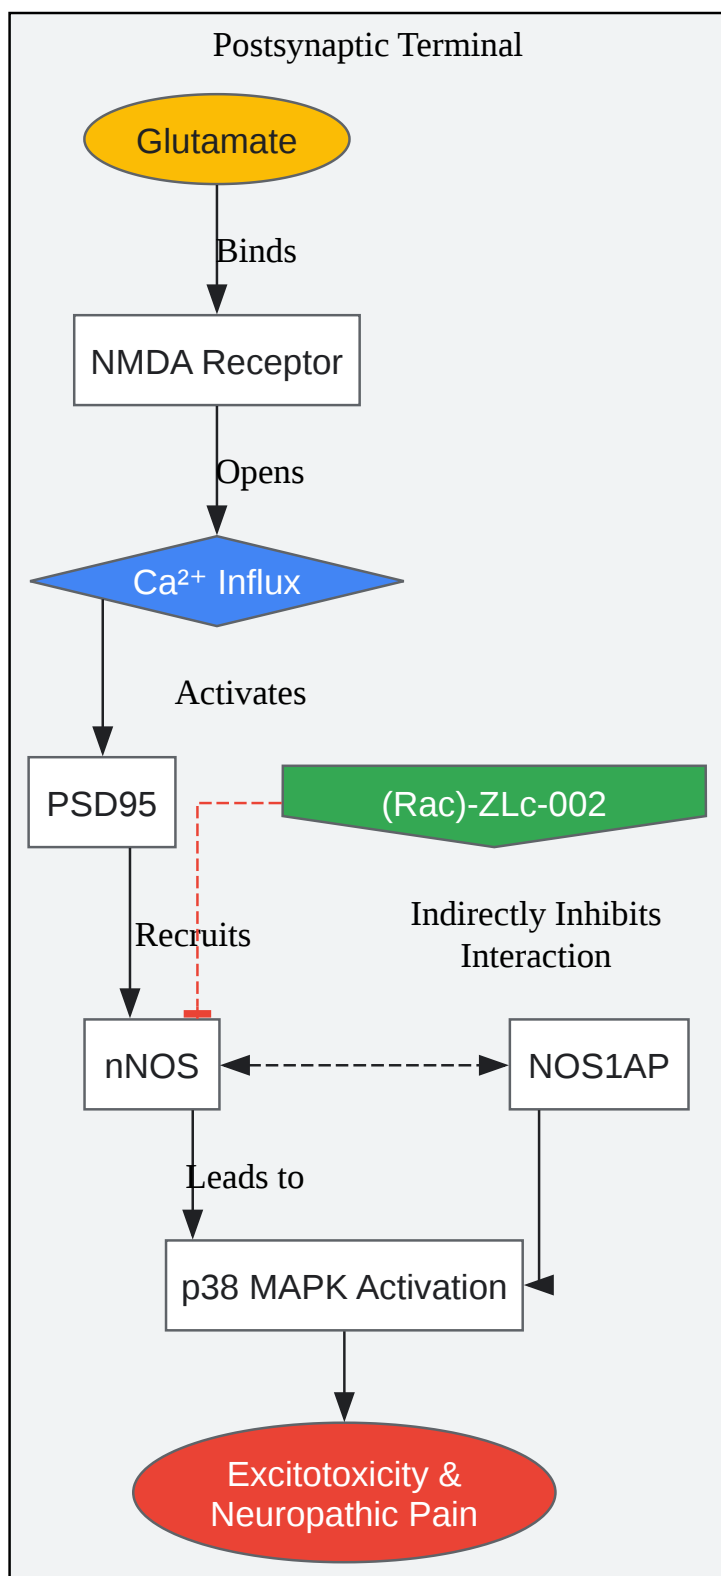 Postsynaptic Terminal
Glutamate
Binds
NMDA Receptor
Opens
Ca²⁺ Influx
Activates
PSD95
(Rac)-ZLc-002
Recruits
Indirectly Inhibits
Interaction
nNOS
NOS1AP
Leads to
p38 MAPK Activation
Excitotoxicity &
Neuropathic Pain